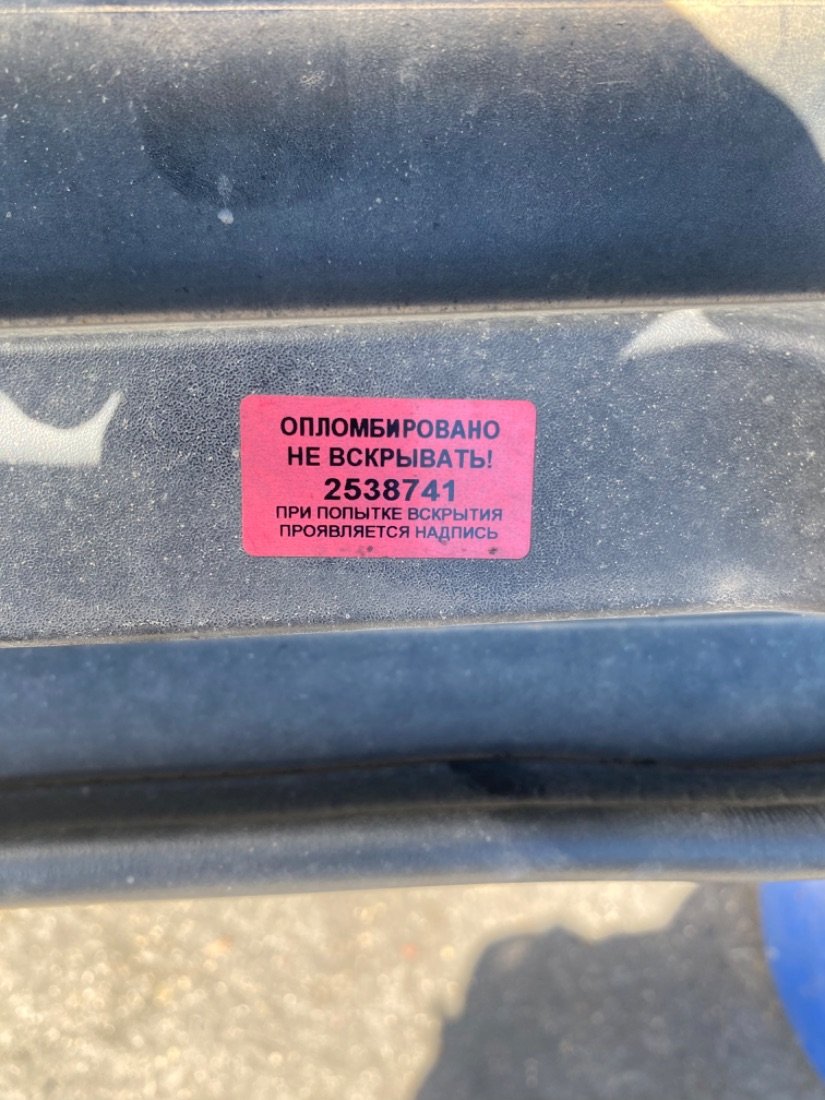 ОПЛОМБИРОВАНО
НЕ ВСКРЫВАТЬ!
2538741
ПРИ ПОПЫТКЕ ВСКРЫТИЯ
ПРОЯВЛЯЕТСЯ НАДПИСЬ